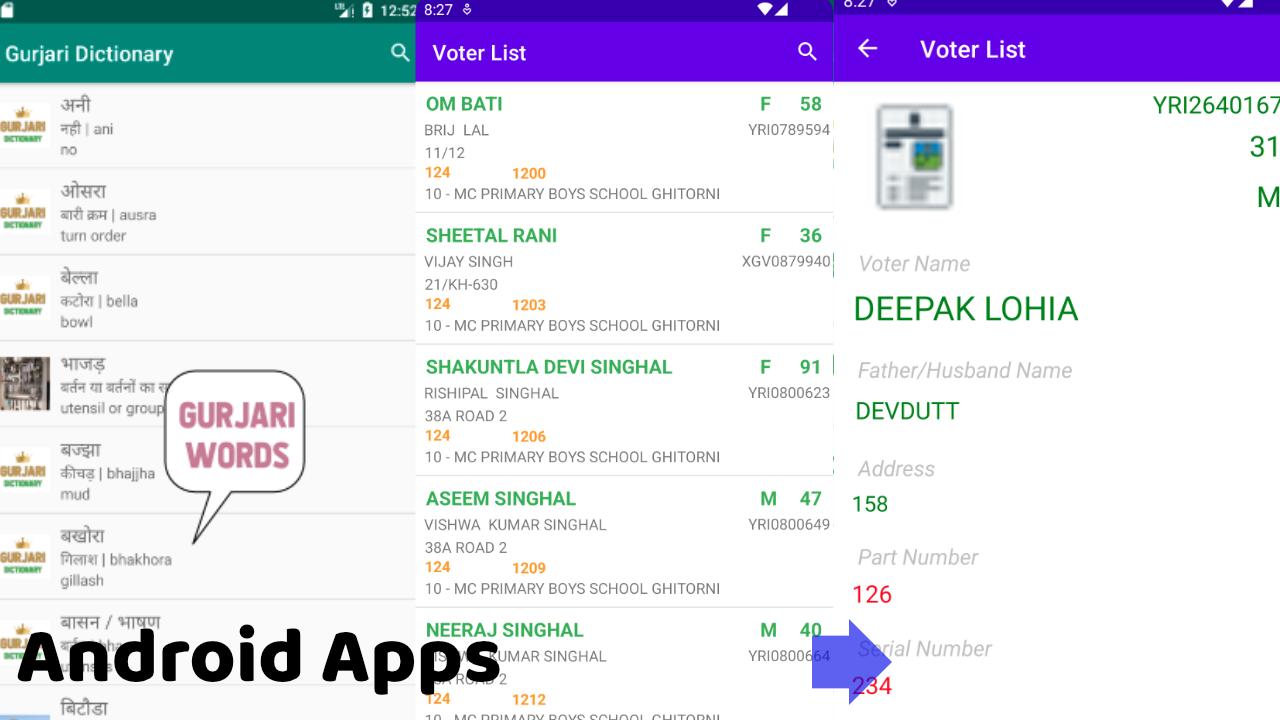 12:52
Gurjari Dictionary
GURJARI
DICTIONARY
अनी
नही | ani
no
GURJARI
DICTIONARY
ओसरा
बारी क्रम | ausra
turn order
GURJARI
DICTIONARY
बेल्ला
कटोरा | bella
bowl
भाजड़
बर्तन या बर्तनों का
utensil or group
GURJARI
DICTIONARY
बज्झा
कीचड़ | bhajjha
mud
GURJARI
DICTIONARY
बखोरा
गिलाश | bhakhora
gillash
GURJARI
DICTIONARY
बासन / भाषण
बिटौडा
GURJARI
WORDS
Android Apps
8:27
Voter List
OM BATI F 58
BRIJ LAL YRI0789594
11/12
124 1200
10 - MC PRIMARY BOYS SCHOOL GHITORNI
SHEETAL RANI F 36
VIJAY SINGH XGV0879940
21/KH-630
124 1203
10 - MC PRIMARY BOYS SCHOOL GHITORNI
SHAKUNTLA DEVI SINGHAL F 91
RISHIPAL SINGHAL YRI0800623
38A ROAD 2
124 1206
10 - MC PRIMARY BOYS SCHOOL GHITORNI
ASEEM SINGHAL M 47
VISHWA KUMAR SINGHAL YRI0800649
38A ROAD 2
124 1209
10 - MC PRIMARY BOYS SCHOOL GHITORNI
NEERAJ SINGHAL M 40
KUMAR SINGHAL YRI0800664
ROAD 2
124 1212
10 - MC PRIMARY BOYS SCHOOL GHITORNI
8:27
Voter List
YRI2640167
31
M
Voter Name
DEEPAK LOHIA
Father/Husband Name
DEVDUTT
Address
158
Part Number
126
Serial Number
234